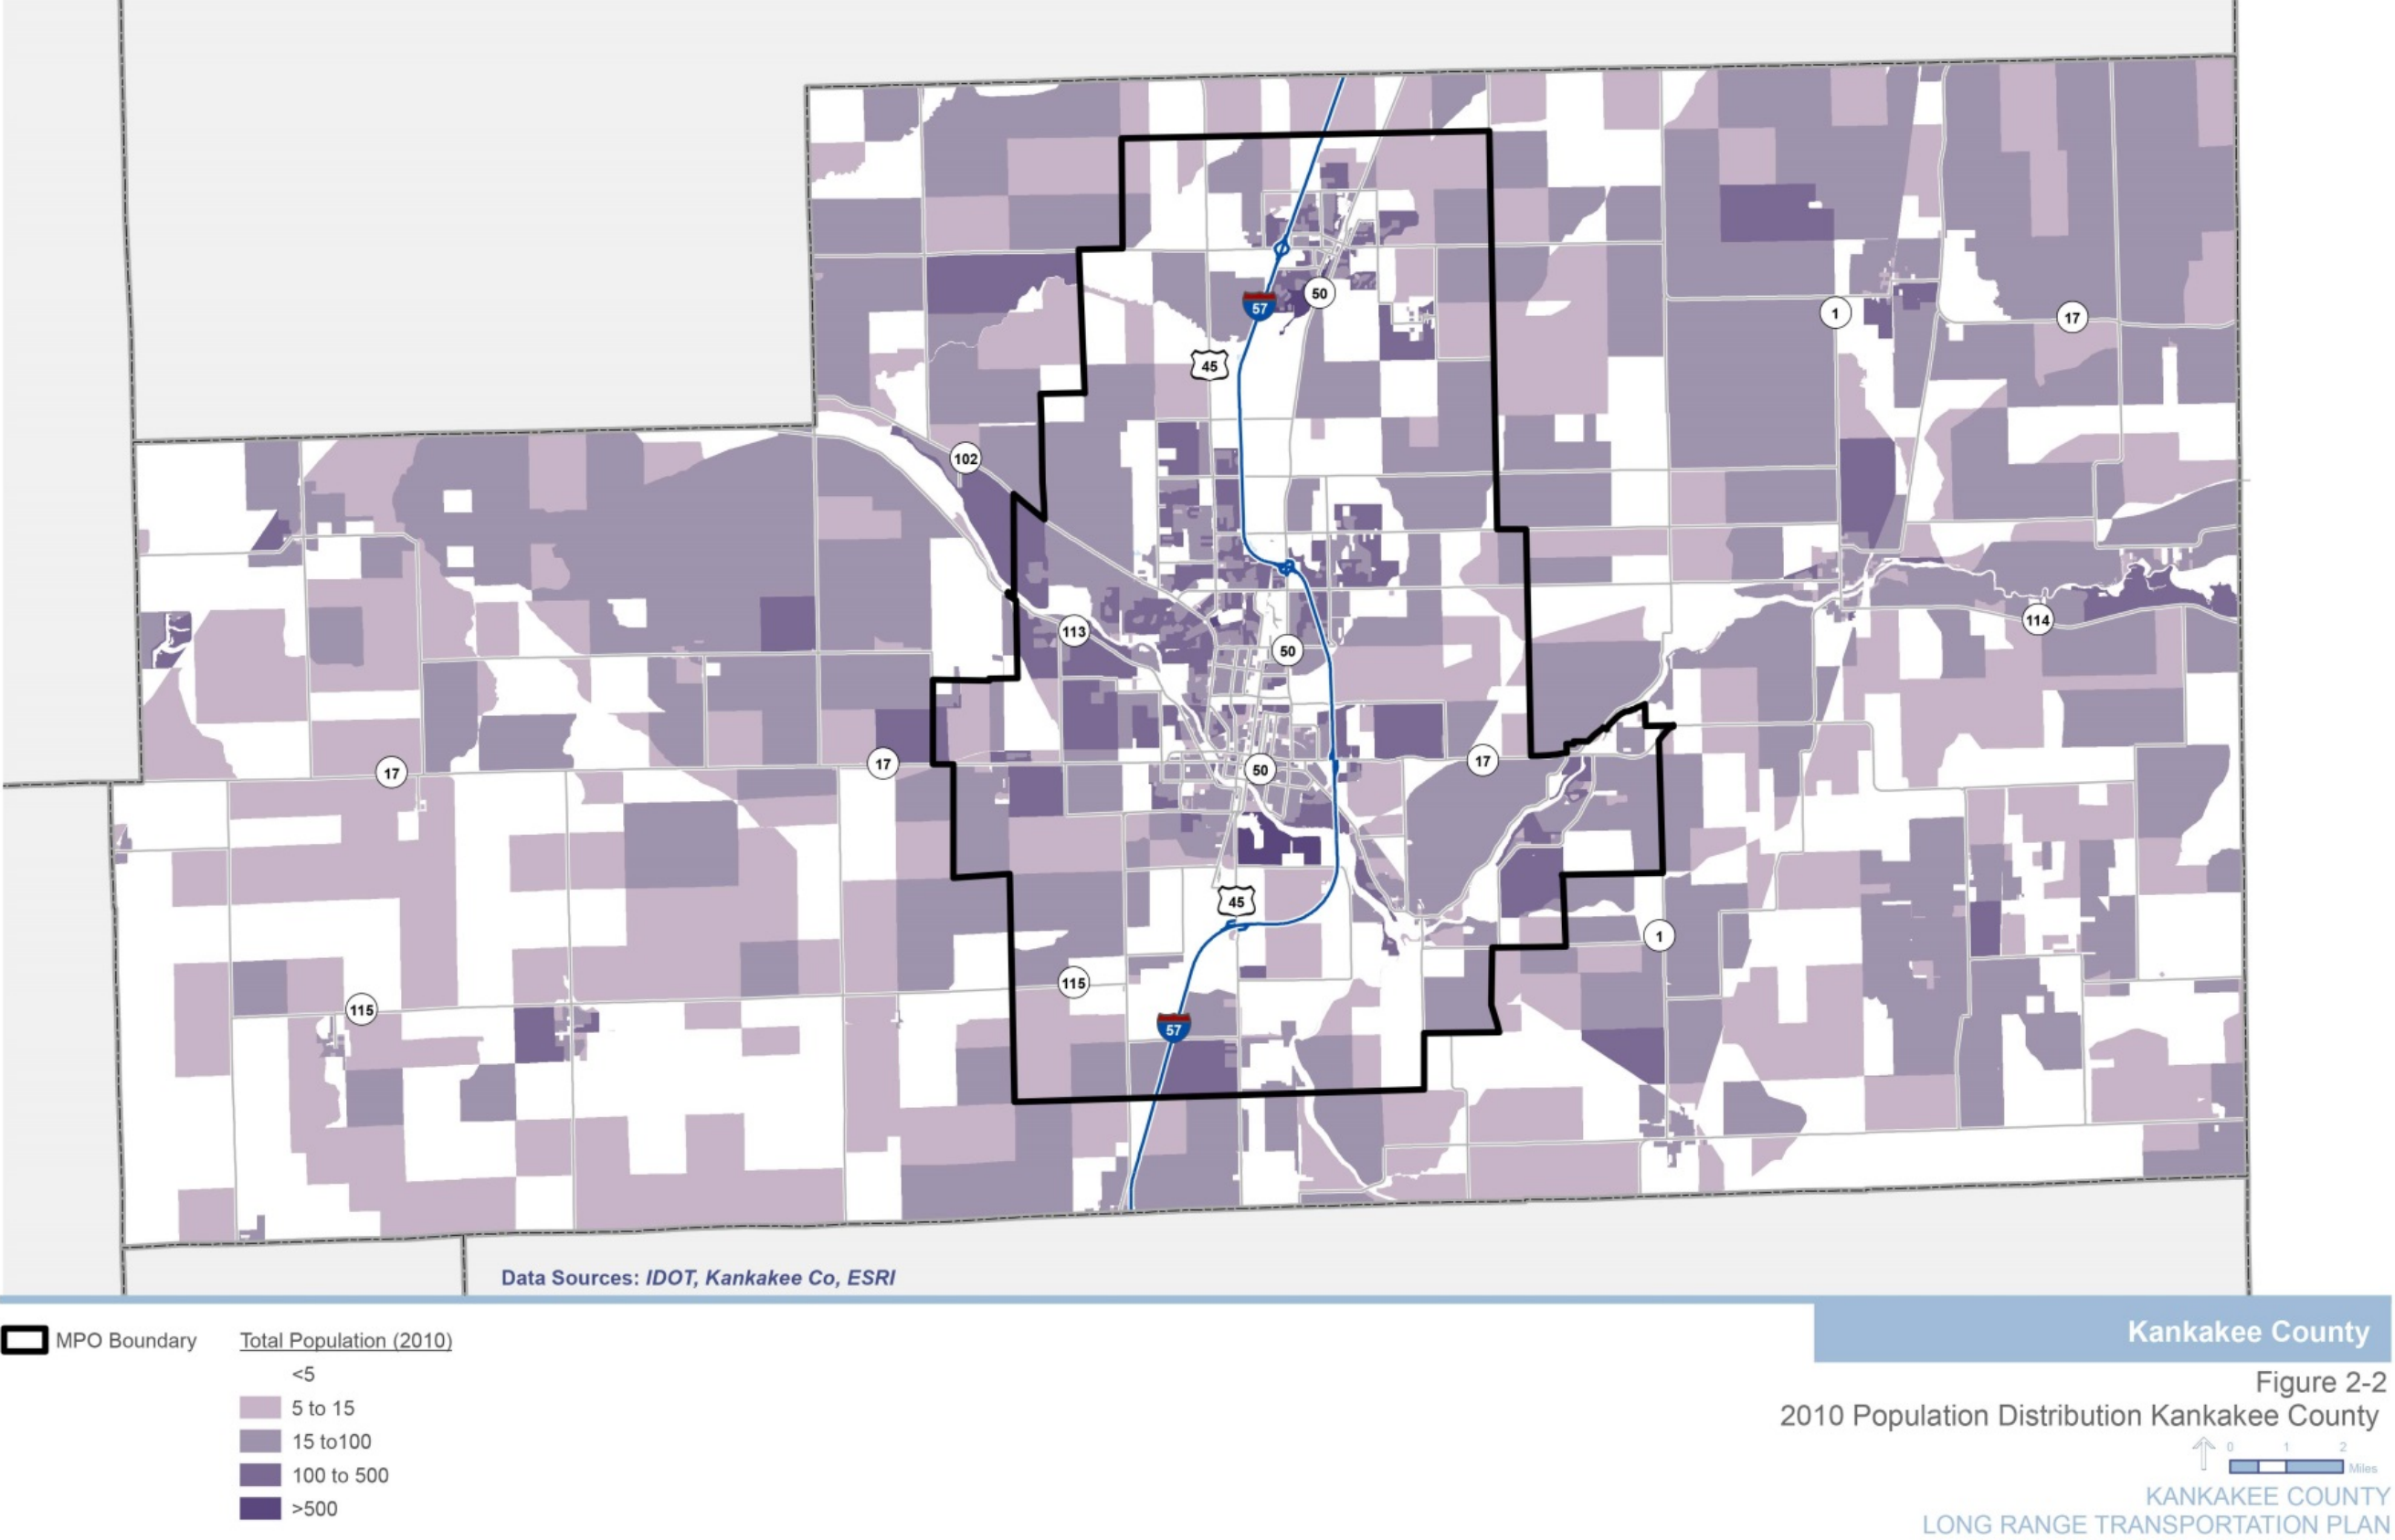 57
50
1
17
45
102
114
113
50
17
17
50
17
45
1
115
115
57
Data Sources: IDOT, Kankakee Co, ESRI
MPO Boundary
Total Population (2010)
<5
5 to 15
15 to100
100 to 500
>500
Kankakee County
Figure 2-2
2010 Population Distribution Kankakee County
0 1 2
Miles
KANKAKEE COUNTY
LONG RANGE TRANSPORTATION PLAN